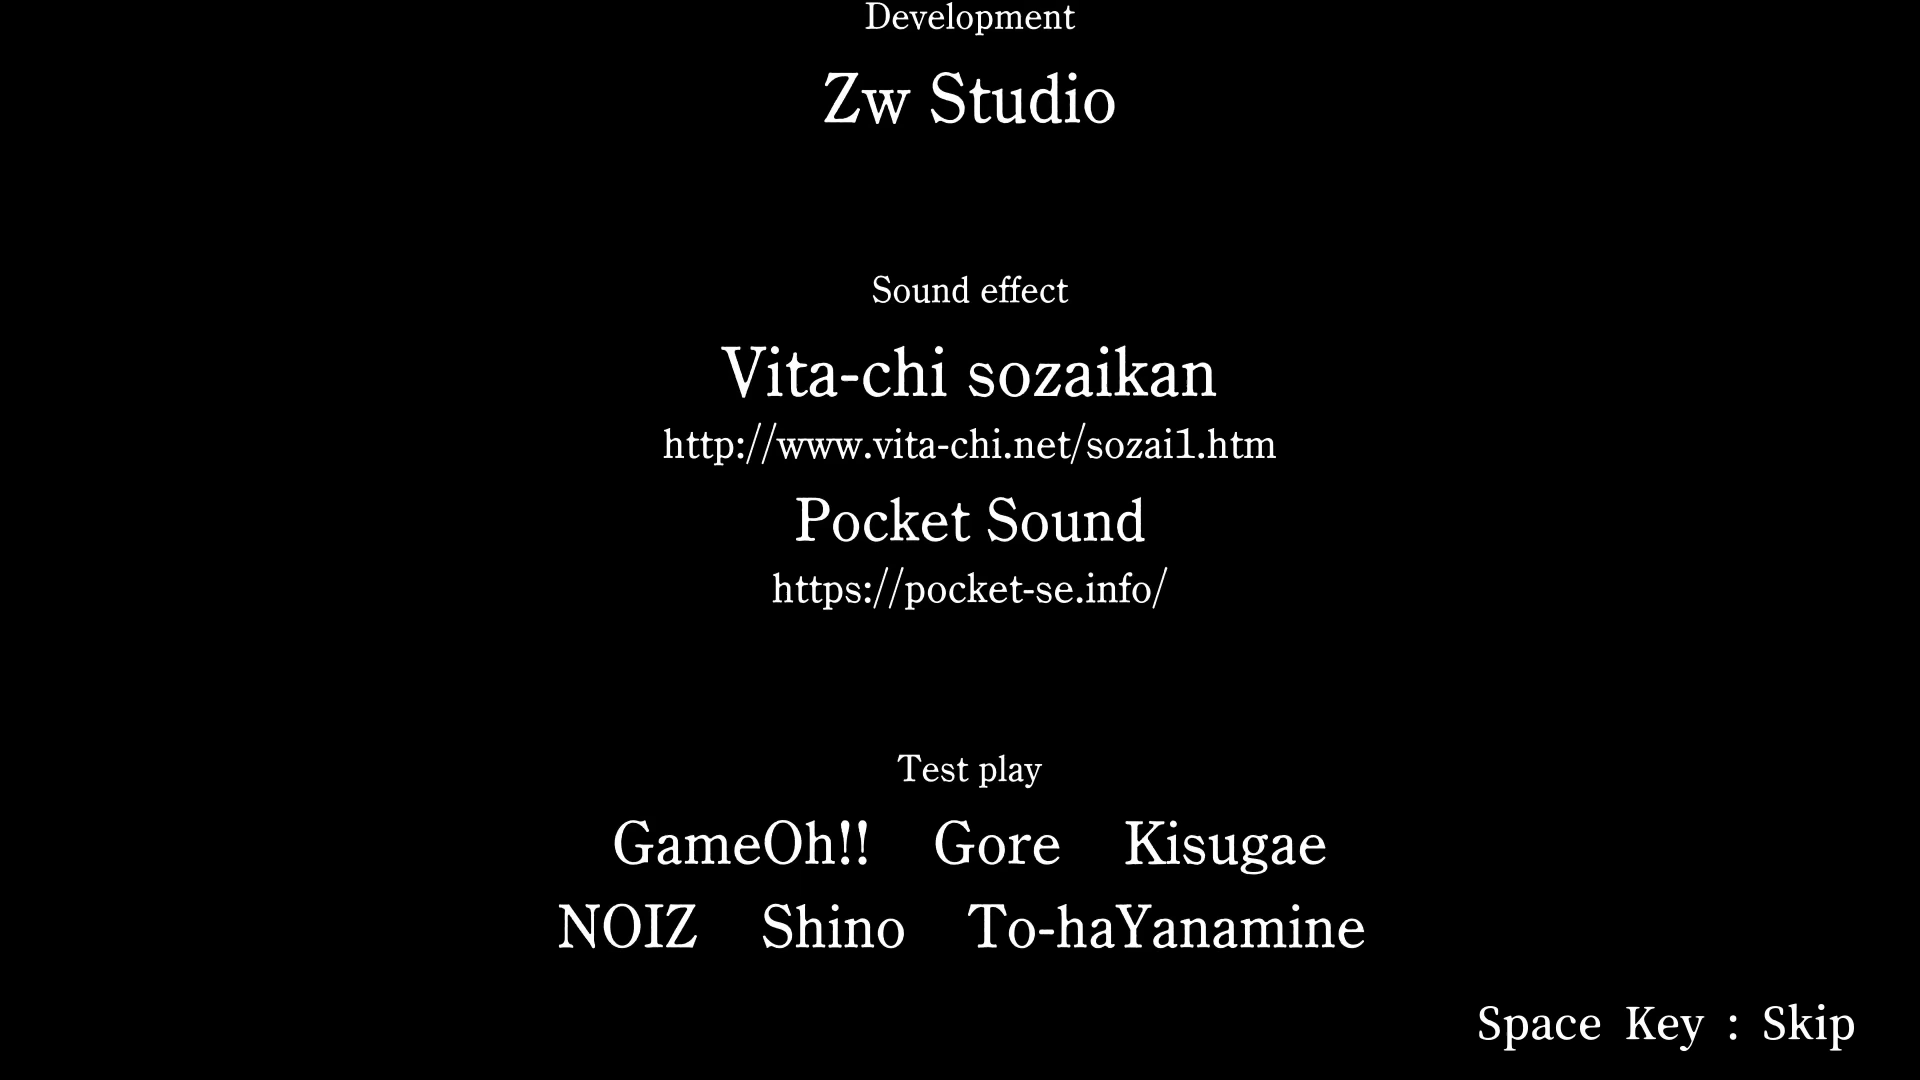 Development
Zw Studio
Sound effect
Vita-chi sozaikan
http://www.vita-chi.net/sozai1.htm
Pocket Sound
https://pocket-se.info/
Test play
GameOh!! Gore Kisugae
NOIZ Shino To-haYanamine
Space Key : Skip